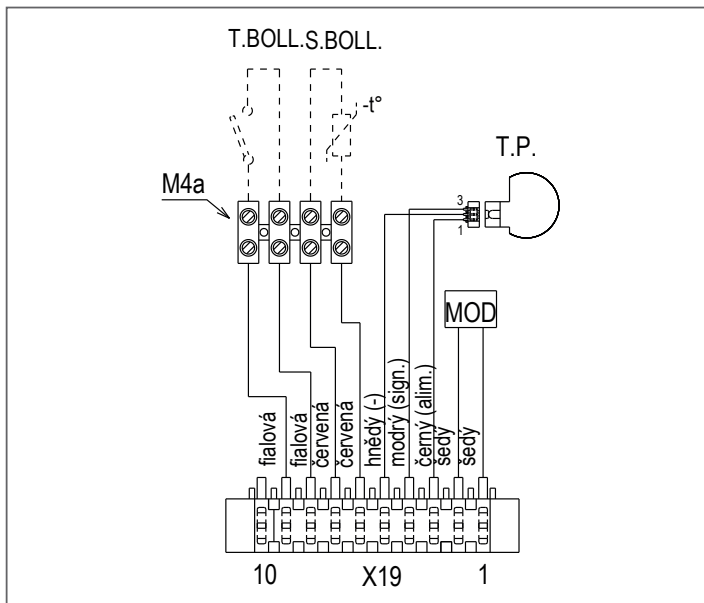 T.BOLL. S.BOLL.
-t°
T.P.
M4a
3
1
MOD
fialová
fialová
červená
červená
hnědý (-)
modrý (sign.)
černý (alim.)
šedý
šedý
10
X19
1